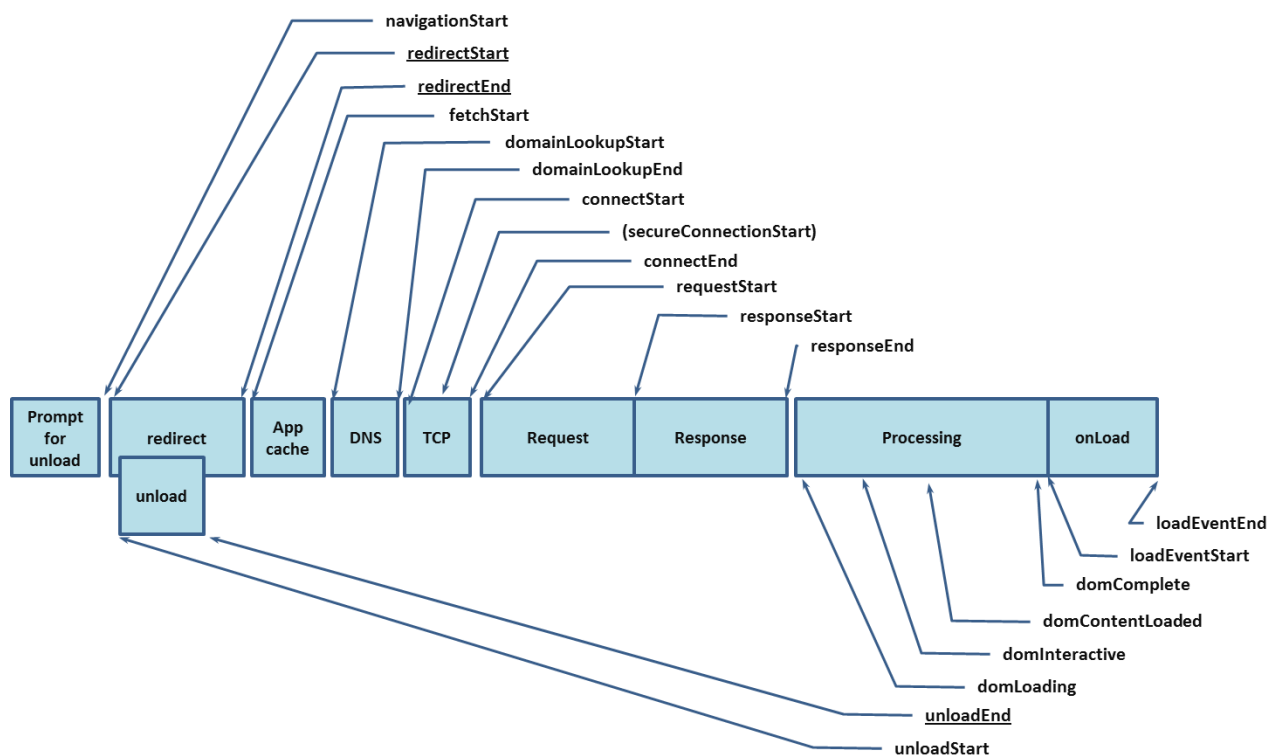 navigationStart
redirectStart
redirectEnd
fetchStart
domainLookupStart
domainLookupEnd
connectStart
(secureConnectionStart)
connectEnd
requestStart
responseStart
responseEnd
Prompt
for
unload
redirect
unload
App
cache
DNS
TCP
Request
Response
Processing
onLoad
loadEventEnd
loadEventStart
domComplete
domContentLoaded
domInteractive
domLoading
unloadEnd
unloadStart